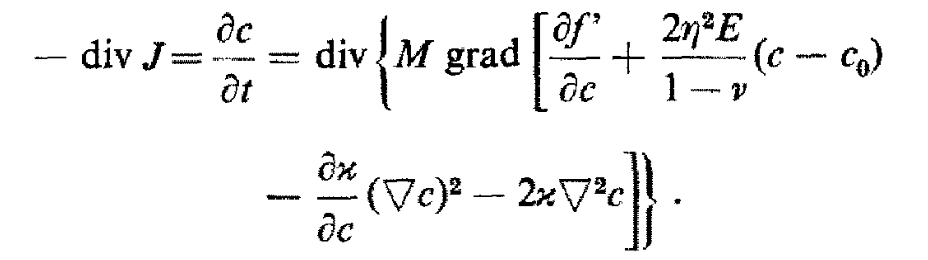 − div J = ∂c/∂t = div{M grad[∂f’/∂c + 2η²E/(1 − ν) (c − c₀)
− ∂ϰ/∂c (∇c)² − 2ϰ∇²c]}.